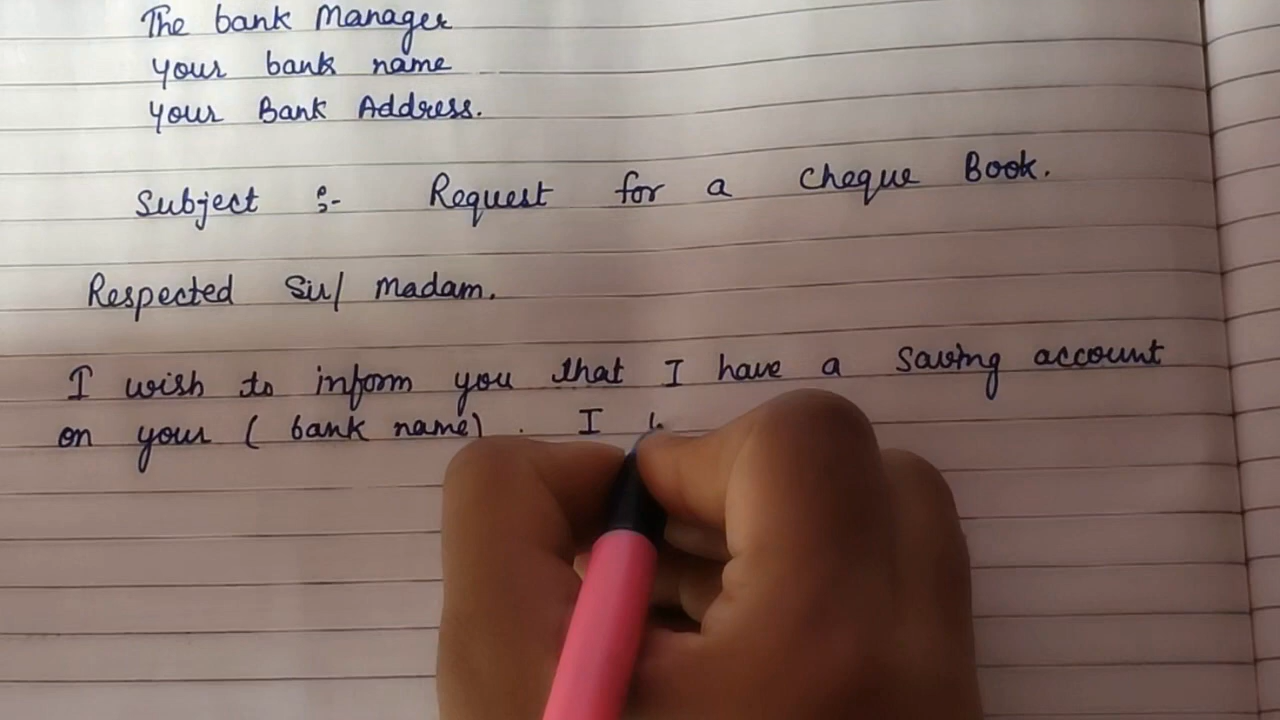 The bank Manager
your bank name
your Bank Address.
Subject :- Request for a cheque Book.
Respected Sir/ madam.
I wish to inform you that I have a saving account
on your ( bank name) . I